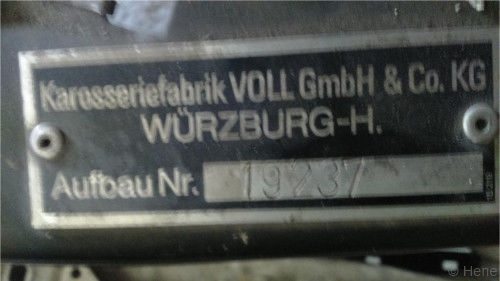 Karosseriefabrik VOLL GmbH & Co. KG
WÜRZBURG-H.
Aufbau Nr. 19237
© Hene